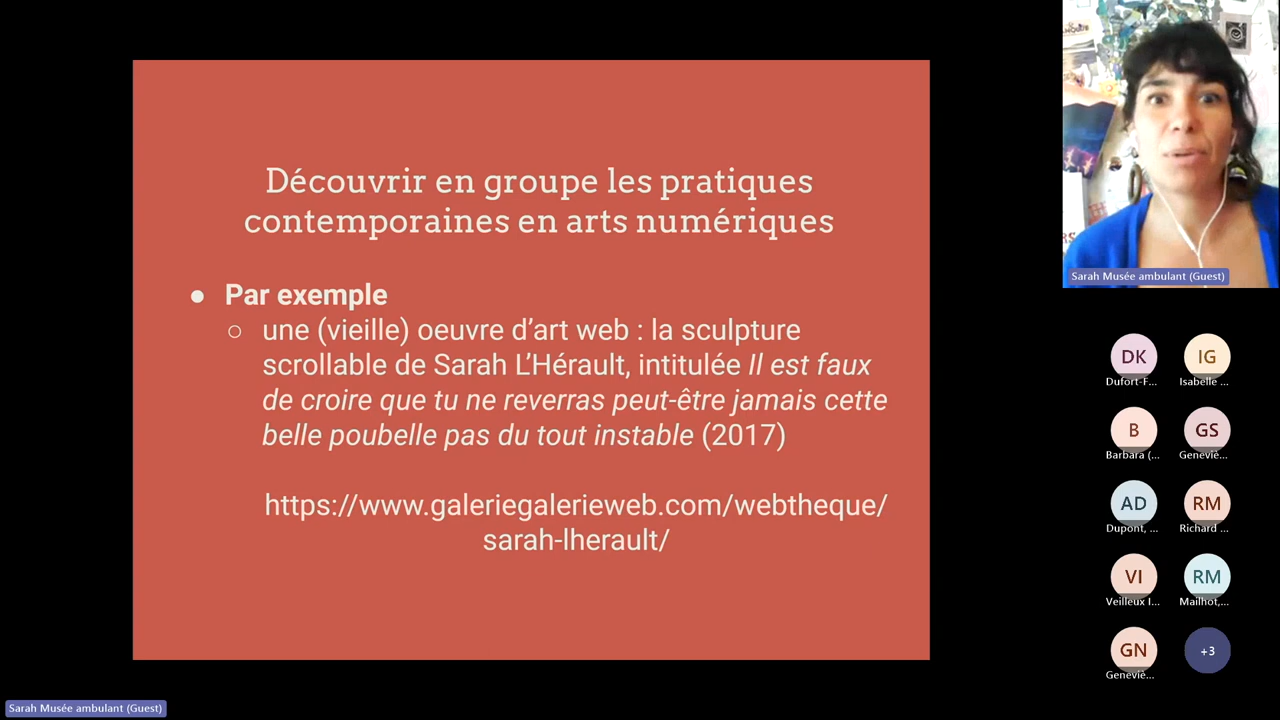 Découvrir en groupe les pratiques
contemporaines en arts numériques
● Par exemple
○ une (vieille) oeuvre d’art web : la sculpture
scrollable de Sarah L’Hérault, intitulée Il est faux
de croire que tu ne reverras peut-être jamais cette
belle poubelle pas du tout instable (2017)
https://www.galeriegalerieweb.com/webtheque/
sarah-lherault/
Sarah Musée ambulant (Guest)
DK
Dufort-F...
IG
Isabelle ...
B
Barbara (...
GS
Geneviè...
AD
Dupont, ...
RM
Richard ...
VI
Veilleux I...
RM
Mailhot,...
GN
Geneviè...
+3
Sarah Musée ambulant (Guest)